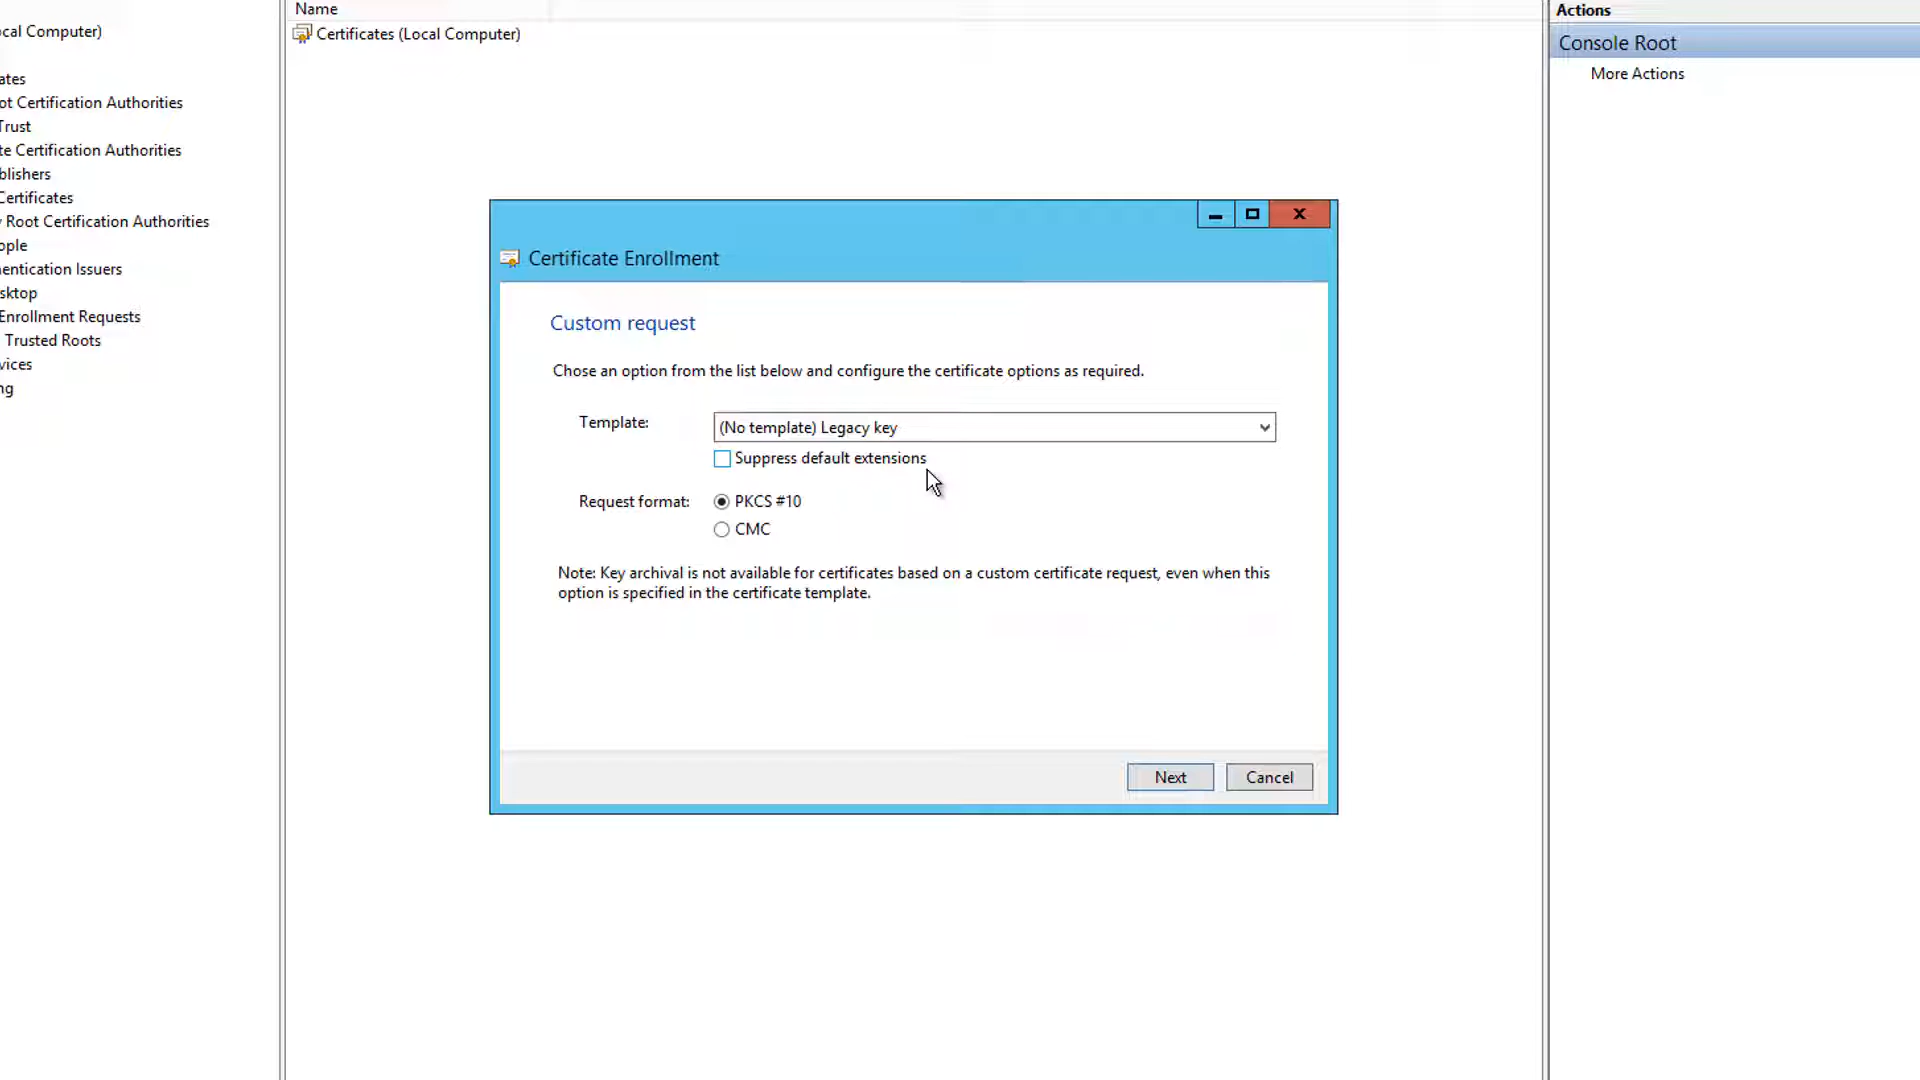 Name
Actions
cal Computer)
Certificates (Local Computer)
Console Root
More Actions
ates
ot Certification Authorities
Trust
te Certification Authorities
blishers
Certificates
y Root Certification Authorities
ople
entication Issuers
sktop
Enrollment Requests
Trusted Roots
vices
ng
Certificate Enrollment
Custom request
Chose an option from the list below and configure the certificate options as required.
Template:
(No template) Legacy key
Suppress default extensions
Request format:
PKCS #10
CMC
Note: Key archival is not available for certificates based on a custom certificate request, even when this
option is specified in the certificate template.
Next
Cancel